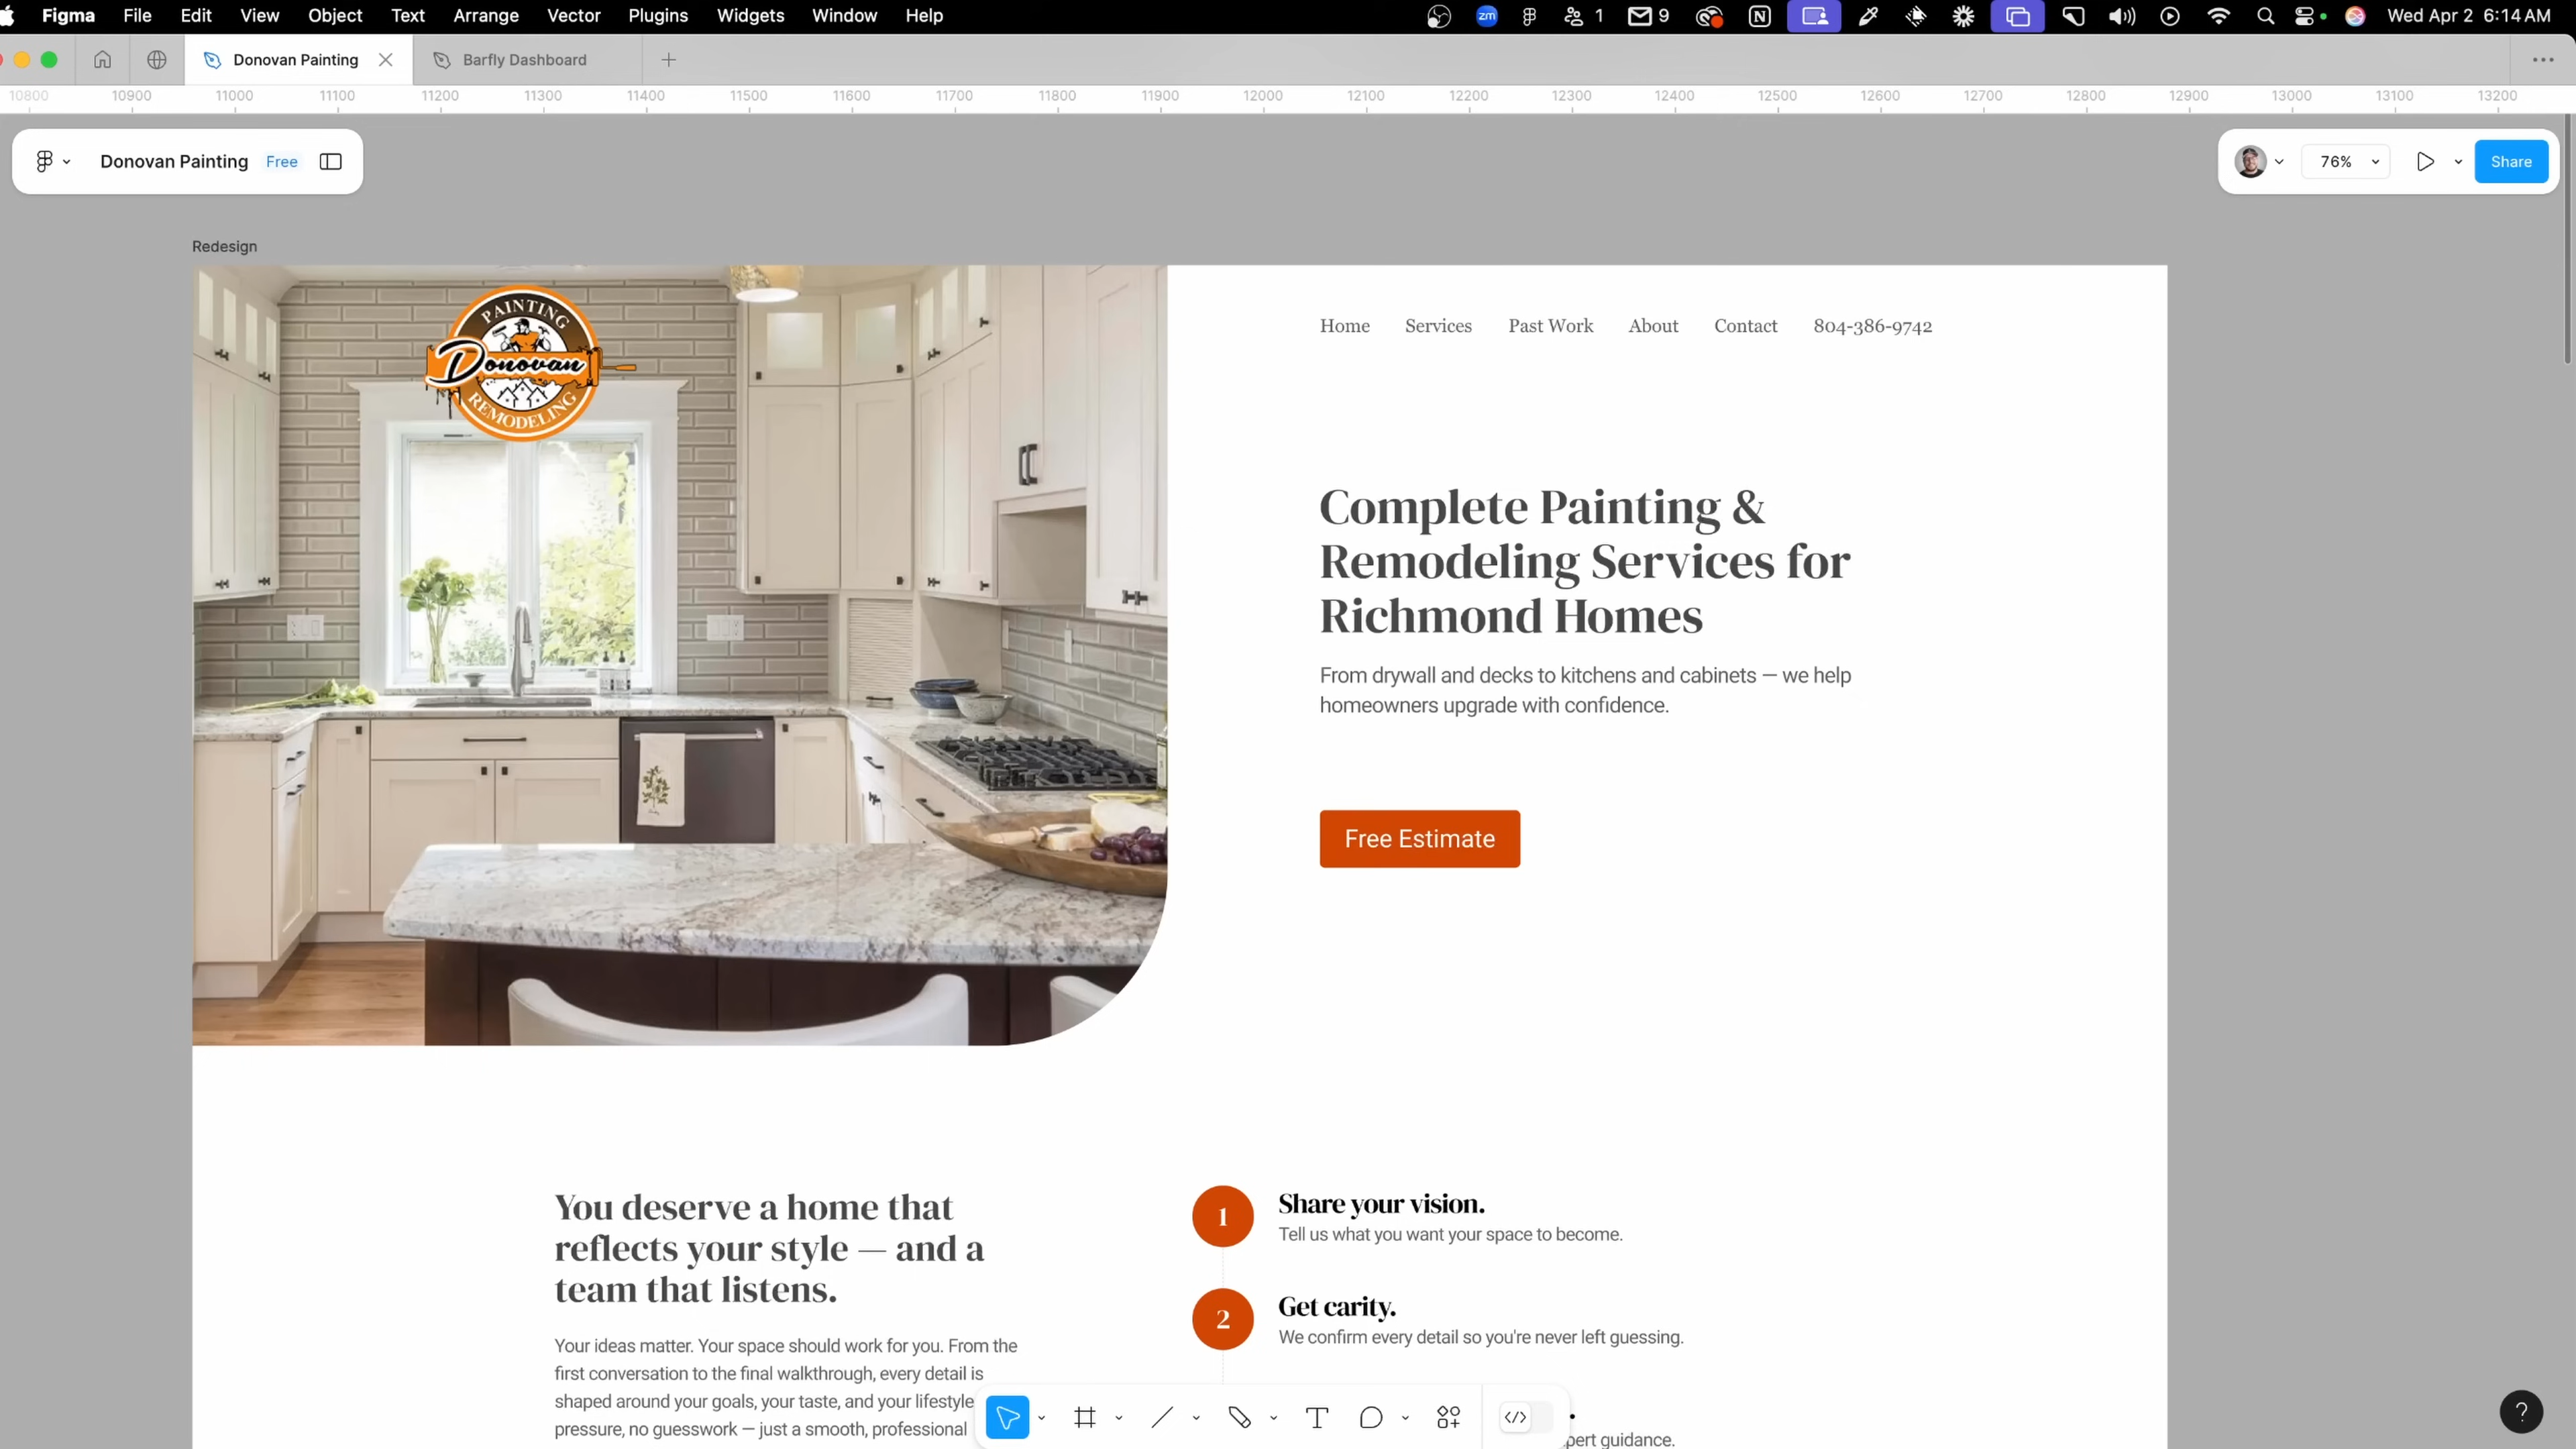 Figma File Edit View Object Text Arrange Vector Plugins Widgets Window Help zm 1 9 Wed Apr 2 6:14 AM
Donovan Painting Barfly Dashboard
10800 10900 11000 11100 11200 11300 11400 11500 11600 11700 11800 11900 12000 12100 12200 12300 12400 12500 12600 12700 12800 12900 13000 13100 13200
Donovan Painting Free 76% Share
Redesign
PAINTING
Donovan
REMODELING
Home Services Past Work About Contact 804-386-9742
Complete Painting &
Remodeling Services for
Richmond Homes
From drywall and decks to kitchens and cabinets — we help
homeowners upgrade with confidence.
Free Estimate
You deserve a home that
reflects your style — and a
team that listens.
Your ideas matter. Your space should work for you. From the
first conversation to the final walkthrough, every detail is
shaped around your goals, your taste, and your lifestyle
pressure, no guesswork — just a smooth, professional
1 Share your vision.
Tell us what you want your space to become.
2 Get carity.
We confirm every detail so you're never left guessing.
guidance.